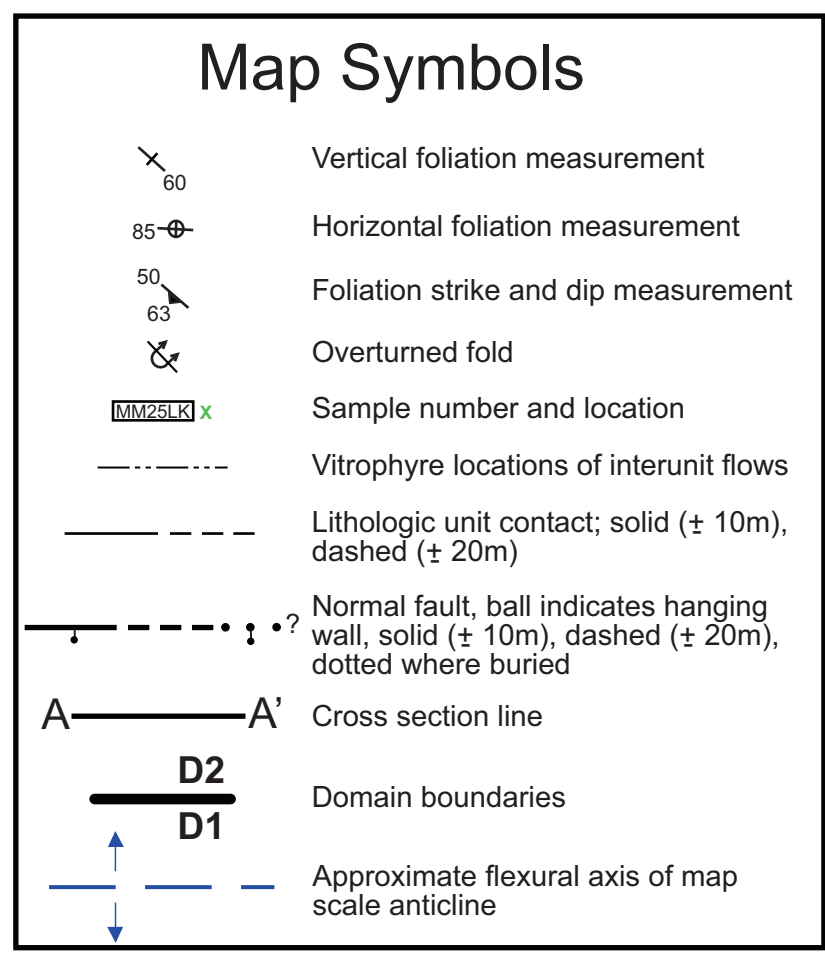 Map Symbols
60
Vertical foliation measurement
85
Horizontal foliation measurement
50
63
Foliation strike and dip measurement
Overturned fold
MM25LK x
Sample number and location
Vitrophyre locations of interunit flows
Lithologic unit contact; solid (± 10m),
dashed (± 20m)
?
Normal fault, ball indicates hanging
wall, solid (± 10m), dashed (± 20m),
dotted where buried
A A’
Cross section line
D2
D1
Domain boundaries
Approximate flexural axis of map
scale anticline